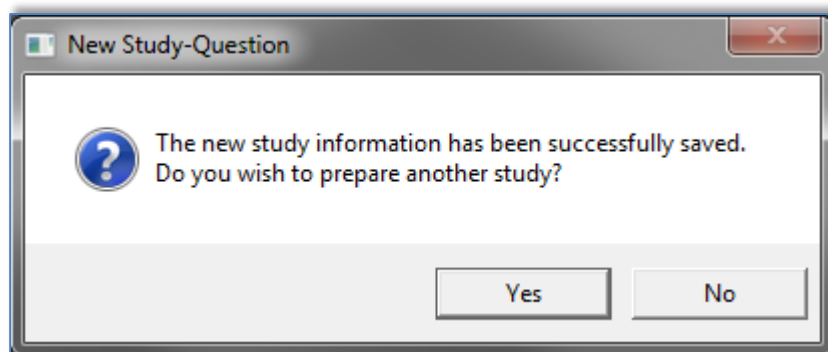 New Study-Question
The new study information has been successfully saved.
Do you wish to prepare another study?
Yes
No